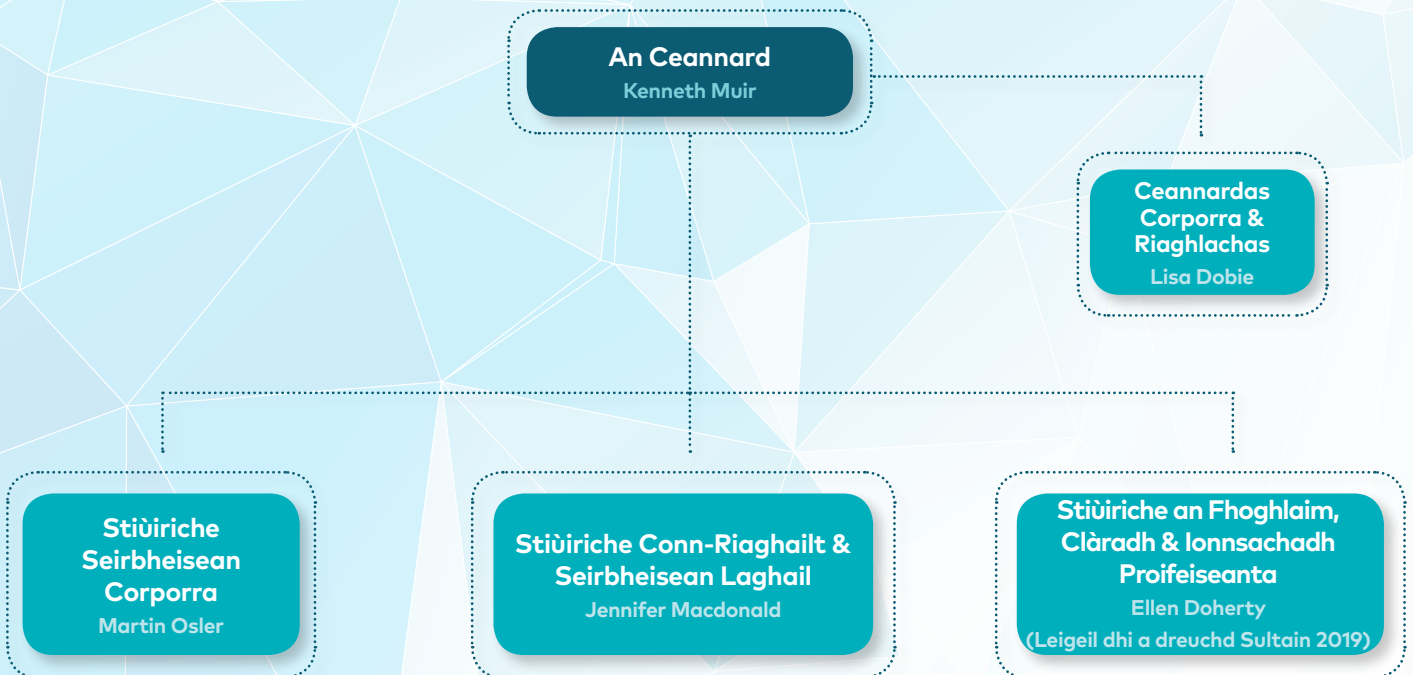 An Ceannard
Kenneth Muir
Ceannardas
Corporra &
Riaghlachas
Lisa Dobie
Stiùiriche
Seirbheisean
Corporra
Martin Osler
Stiùiriche Conn-Riaghailt &
Seirbheisean Laghail
Jennifer Macdonald
Stiùiriche an Fhoghlaim,
Clàradh & Ionnsachadh
Proifeiseanta
Ellen Doherty
(Leigeil dhi a dreuchd Sultain 2019)